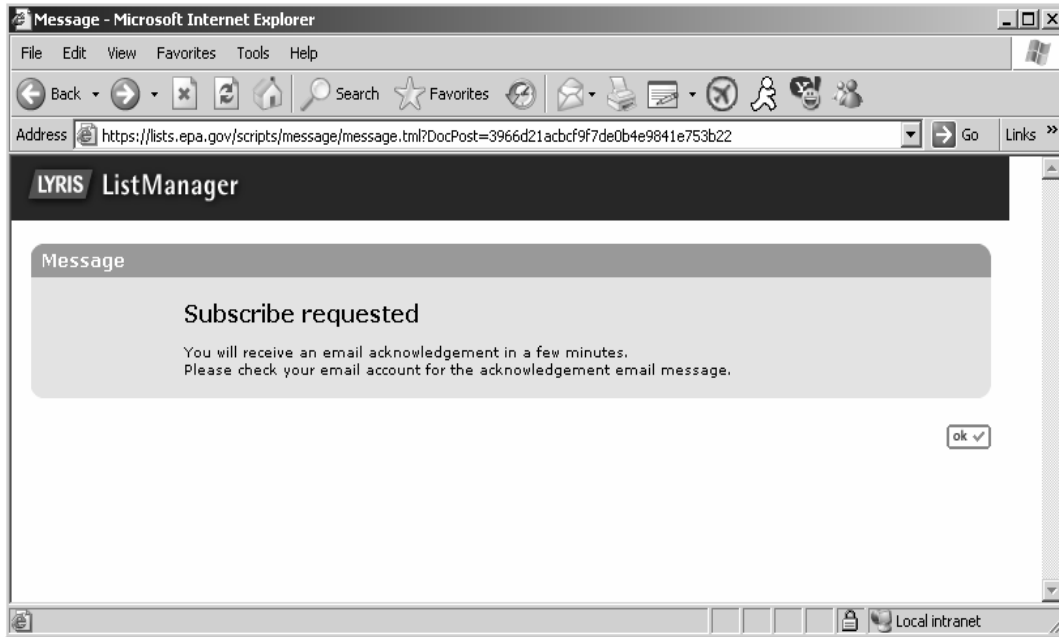 Message - Microsoft Internet Explorer
File Edit View Favorites Tools Help
Back Search Favorites
Address https://lists.epa.gov/scripts/message/message.tml?DocPost=3966d21acbcf9f7de0b4e9841e753b22 Go Links »
LYRIS ListManager
Message
Subscribe requested
You will receive an email acknowledgement in a few minutes.
Please check your email account for the acknowledgement email message.
ok
Local intranet